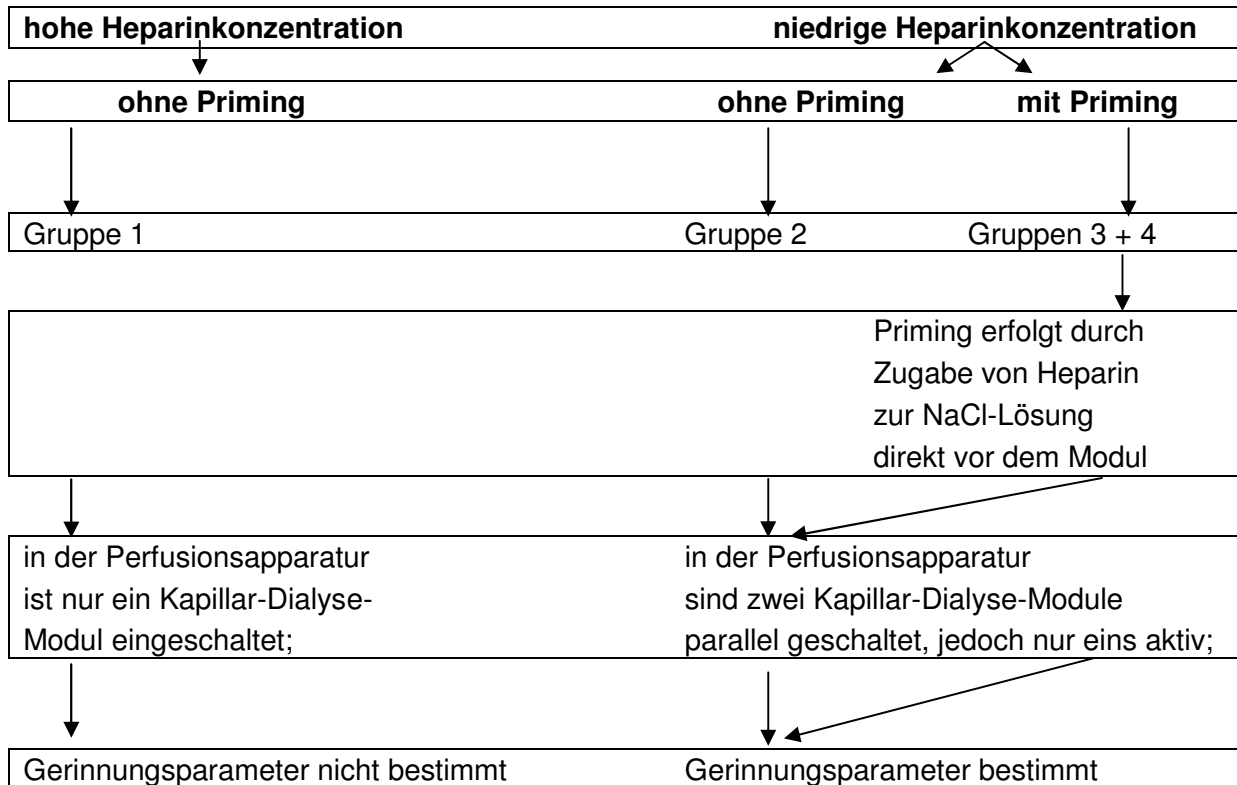 hohe Heparinkonzentration niedrige Heparinkonzentration
ohne Priming ohne Priming mit Priming
Gruppe 1 Gruppe 2 Gruppen 3 + 4
Priming erfolgt durch
Zugabe von Heparin
zur NaCl-Lösung
direkt vor dem Modul
in der Perfusionsapparatur
ist nur ein Kapillar-Dialyse-
Modul eingeschaltet;
in der Perfusionsapparatur
sind zwei Kapillar-Dialyse-Module
parallel geschaltet, jedoch nur eins aktiv;
Gerinnungsparameter nicht bestimmt Gerinnungsparameter bestimmt